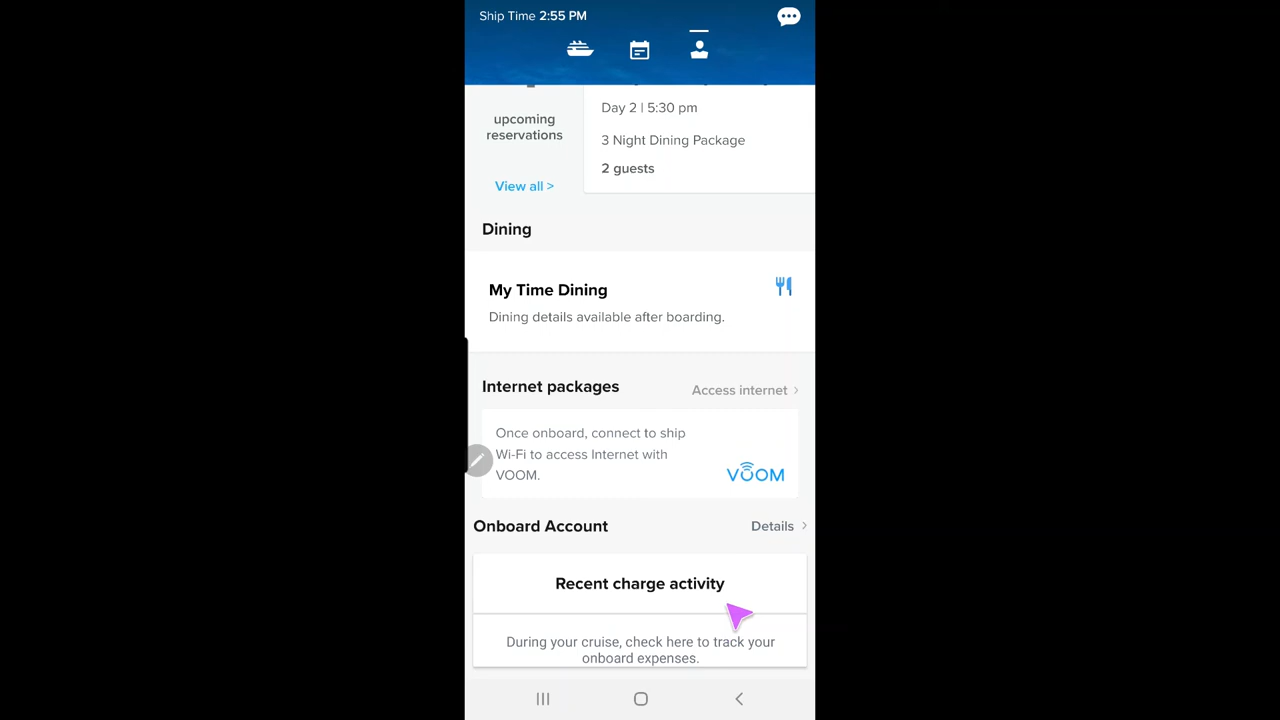 Ship Time 2:55 PM
Day 2 | 5:30 pm
upcoming
reservations
3 Night Dining Package
2 guests
View all >
Dining
My Time Dining
Dining details available after boarding.
Internet packages
Access internet >
Once onboard, connect to ship
Wi-Fi to access Internet with
VOOM.
VOOM
Onboard Account
Details >
Recent charge activity
During your cruise, check here to track your
onboard expenses.